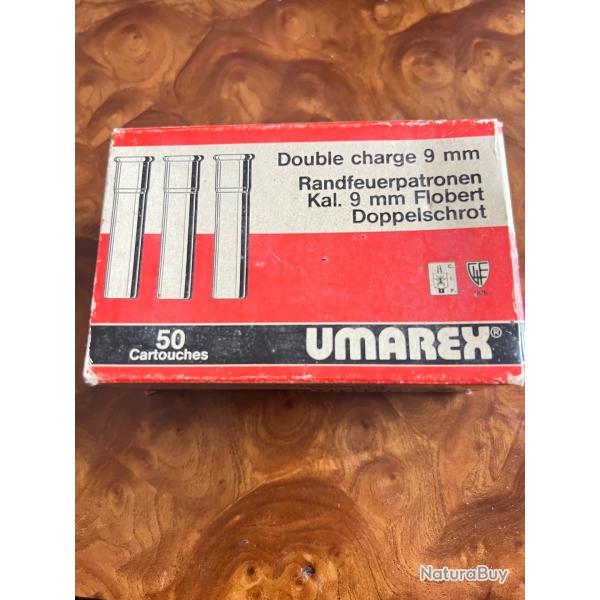 Double charge 9 mm
Randfeuerpatronen
Kal. 9 mm Flobert
Doppelschrot
C.
I.
P.
50
Cartouches
UMAREX®
NaturaBuy